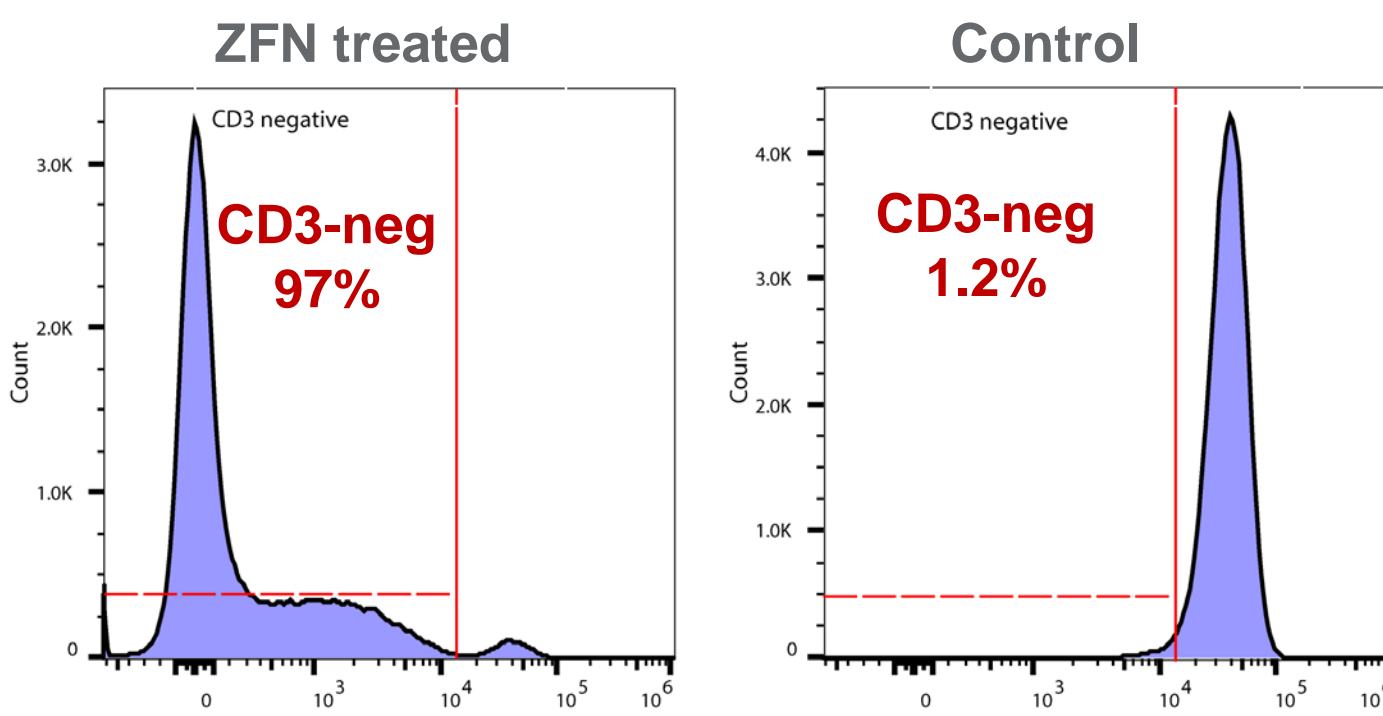 ZFN treated
Control
CD3 negative
CD3-neg
97%
Count
3.0K
2.0K
1.0K
0
0 10^3 10^4 10^5 10^6
CD3 negative
CD3-neg
1.2%
Count
4.0K
3.0K
2.0K
1.0K
0
0 10^3 10^4 10^5